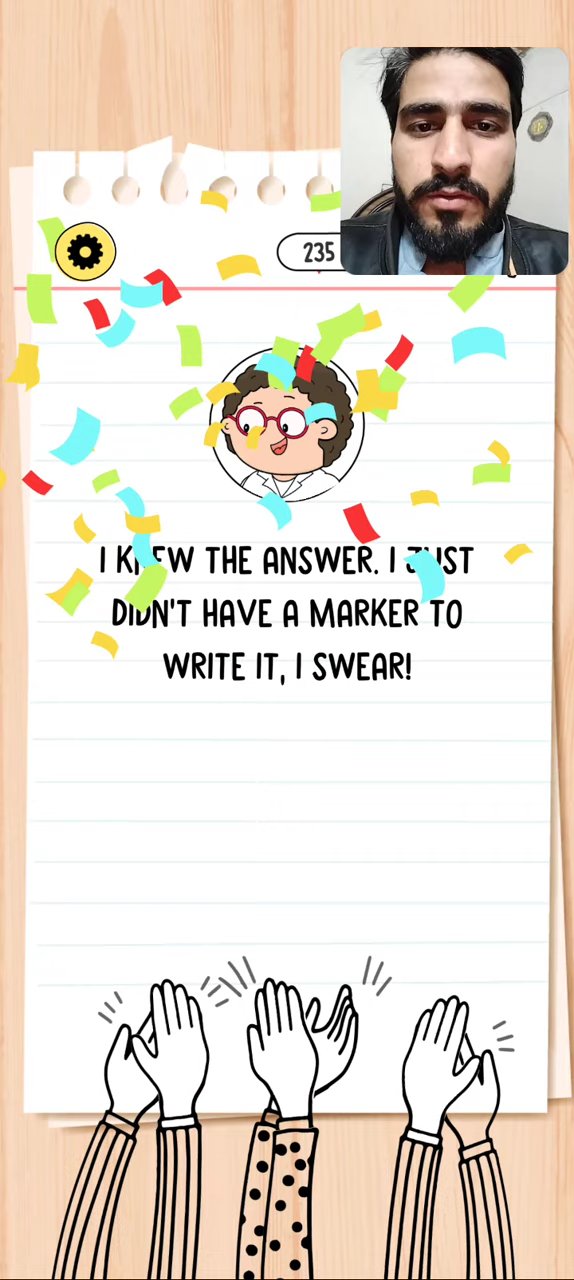 235
I KNEW THE ANSWER. I JUST
DIDN'T HAVE A MARKER TO
WRITE IT, I SWEAR!